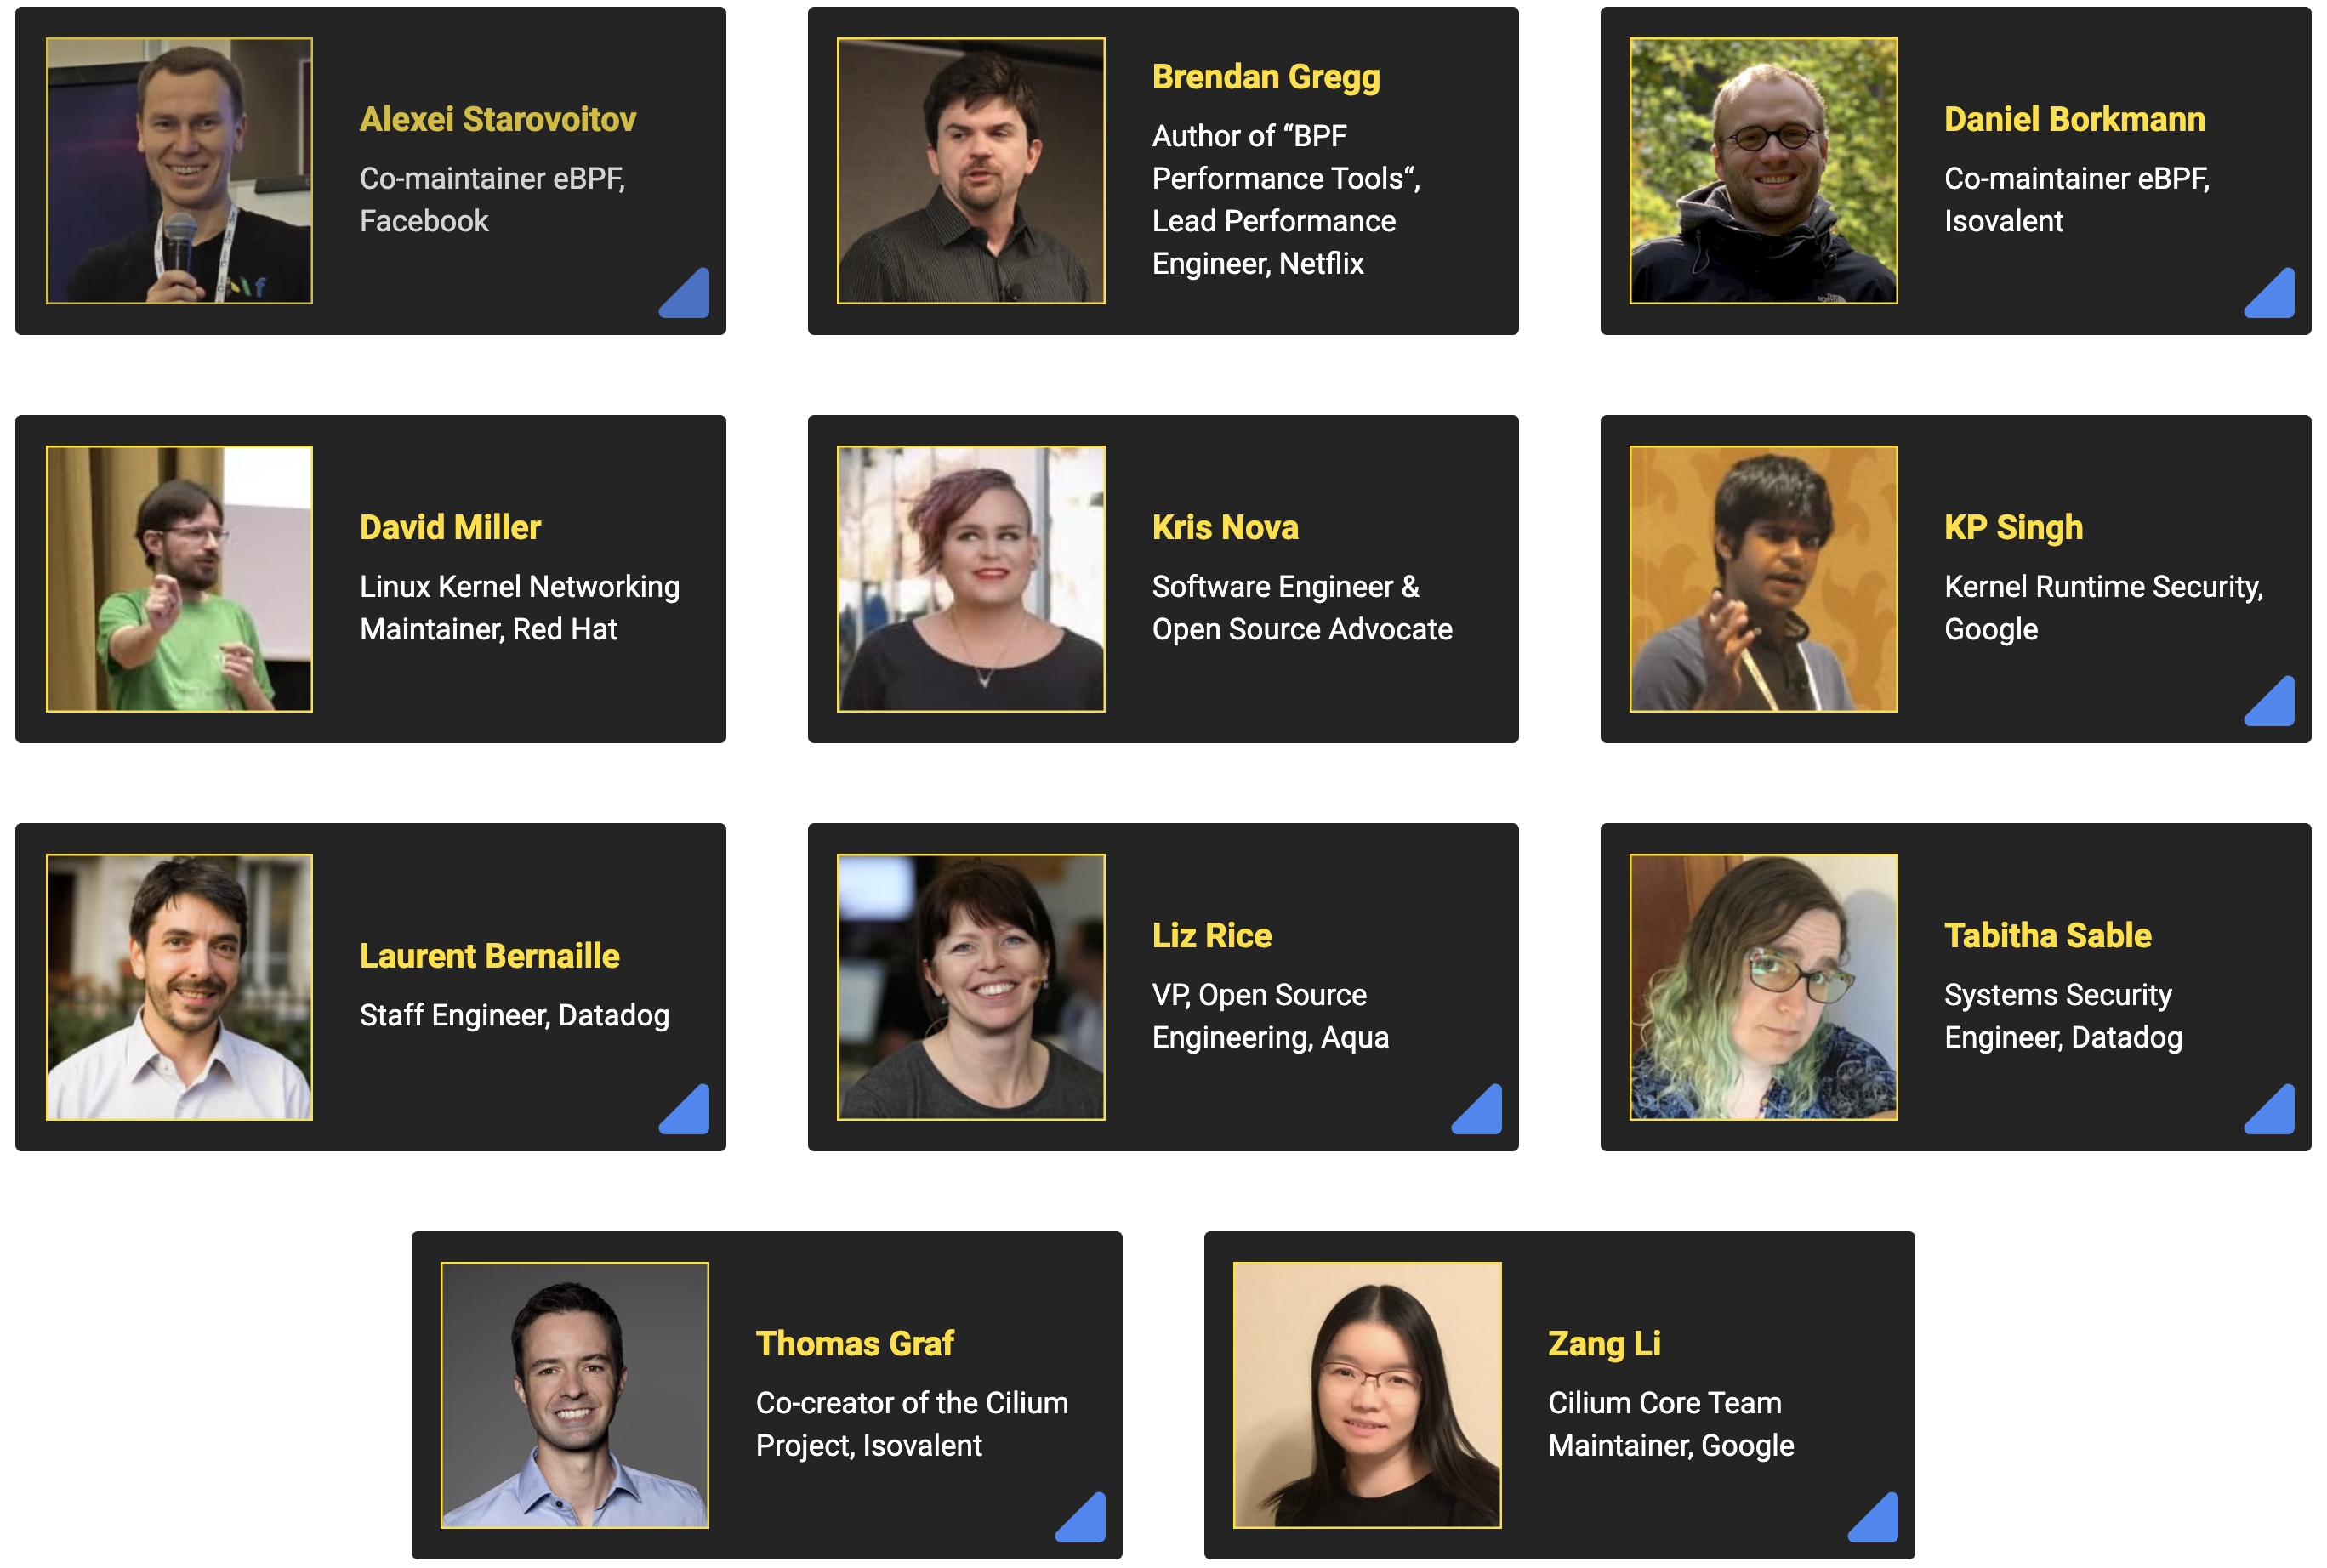 Alexei Starovoitov
Co-maintainer eBPF,
Facebook
Brendan Gregg
Author of “BPF
Performance Tools“,
Lead Performance
Engineer, Netflix
Daniel Borkmann
Co-maintainer eBPF,
Isovalent
David Miller
Linux Kernel Networking
Maintainer, Red Hat
Kris Nova
Software Engineer &
Open Source Advocate
KP Singh
Kernel Runtime Security,
Google
Laurent Bernaille
Staff Engineer, Datadog
Liz Rice
VP, Open Source
Engineering, Aqua
Tabitha Sable
Systems Security
Engineer, Datadog
Thomas Graf
Co-creator of the Cilium
Project, Isovalent
Zang Li
Cilium Core Team
Maintainer, Google